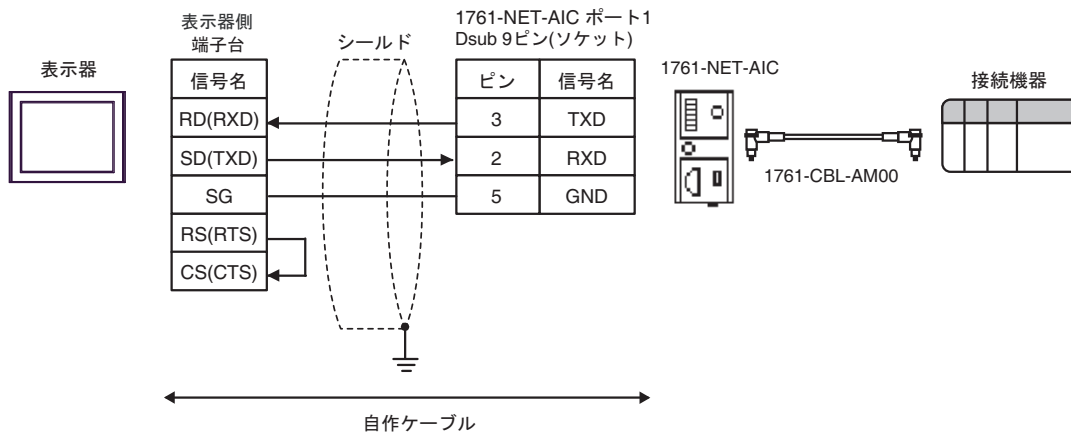 表示器
表示器側
端子台
信号名
RD(RXD)
SD(TXD)
SG
RS(RTS)
CS(CTS)
シールド
1761-NET-AIC ポート1
Dsub 9ピン(ソケット)
ピン 信号名
3 TXD
2 RXD
5 GND
1761-NET-AIC
1761-CBL-AM00
接続機器
自作ケーブル